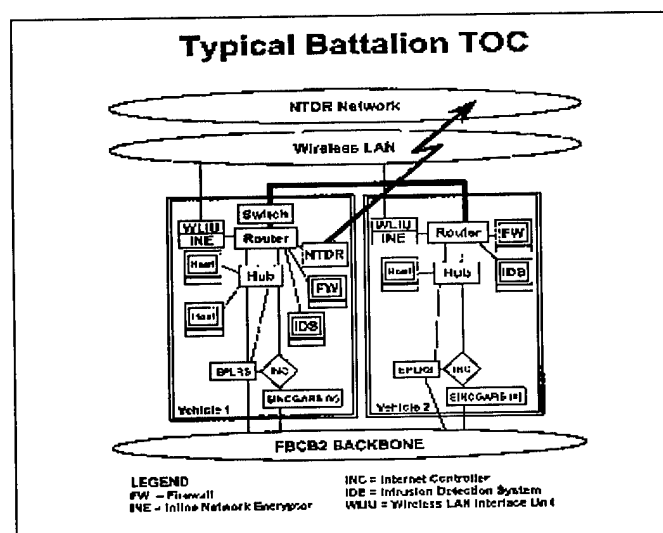 Typical Battalion TOC
NTDR Network
Wireless LAN
Switch
WLIU
INE
Router
NTDR
Host
Hub
FW
Host
IDS
EPLRS
INC
SINCGARS
Vehicle 1
WLIU
INE
Router
FW
Host
Hub
IDS
EPLRS
INC
SINCGARS
Vehicle 2
FBCB2 BACKBONE
LEGEND
FW = Firewall
INE = Inline Network Encryptor
INC = Internet Controller
IDS = Intrusion Detection System
WLIU = Wireless LAN Interface Unit